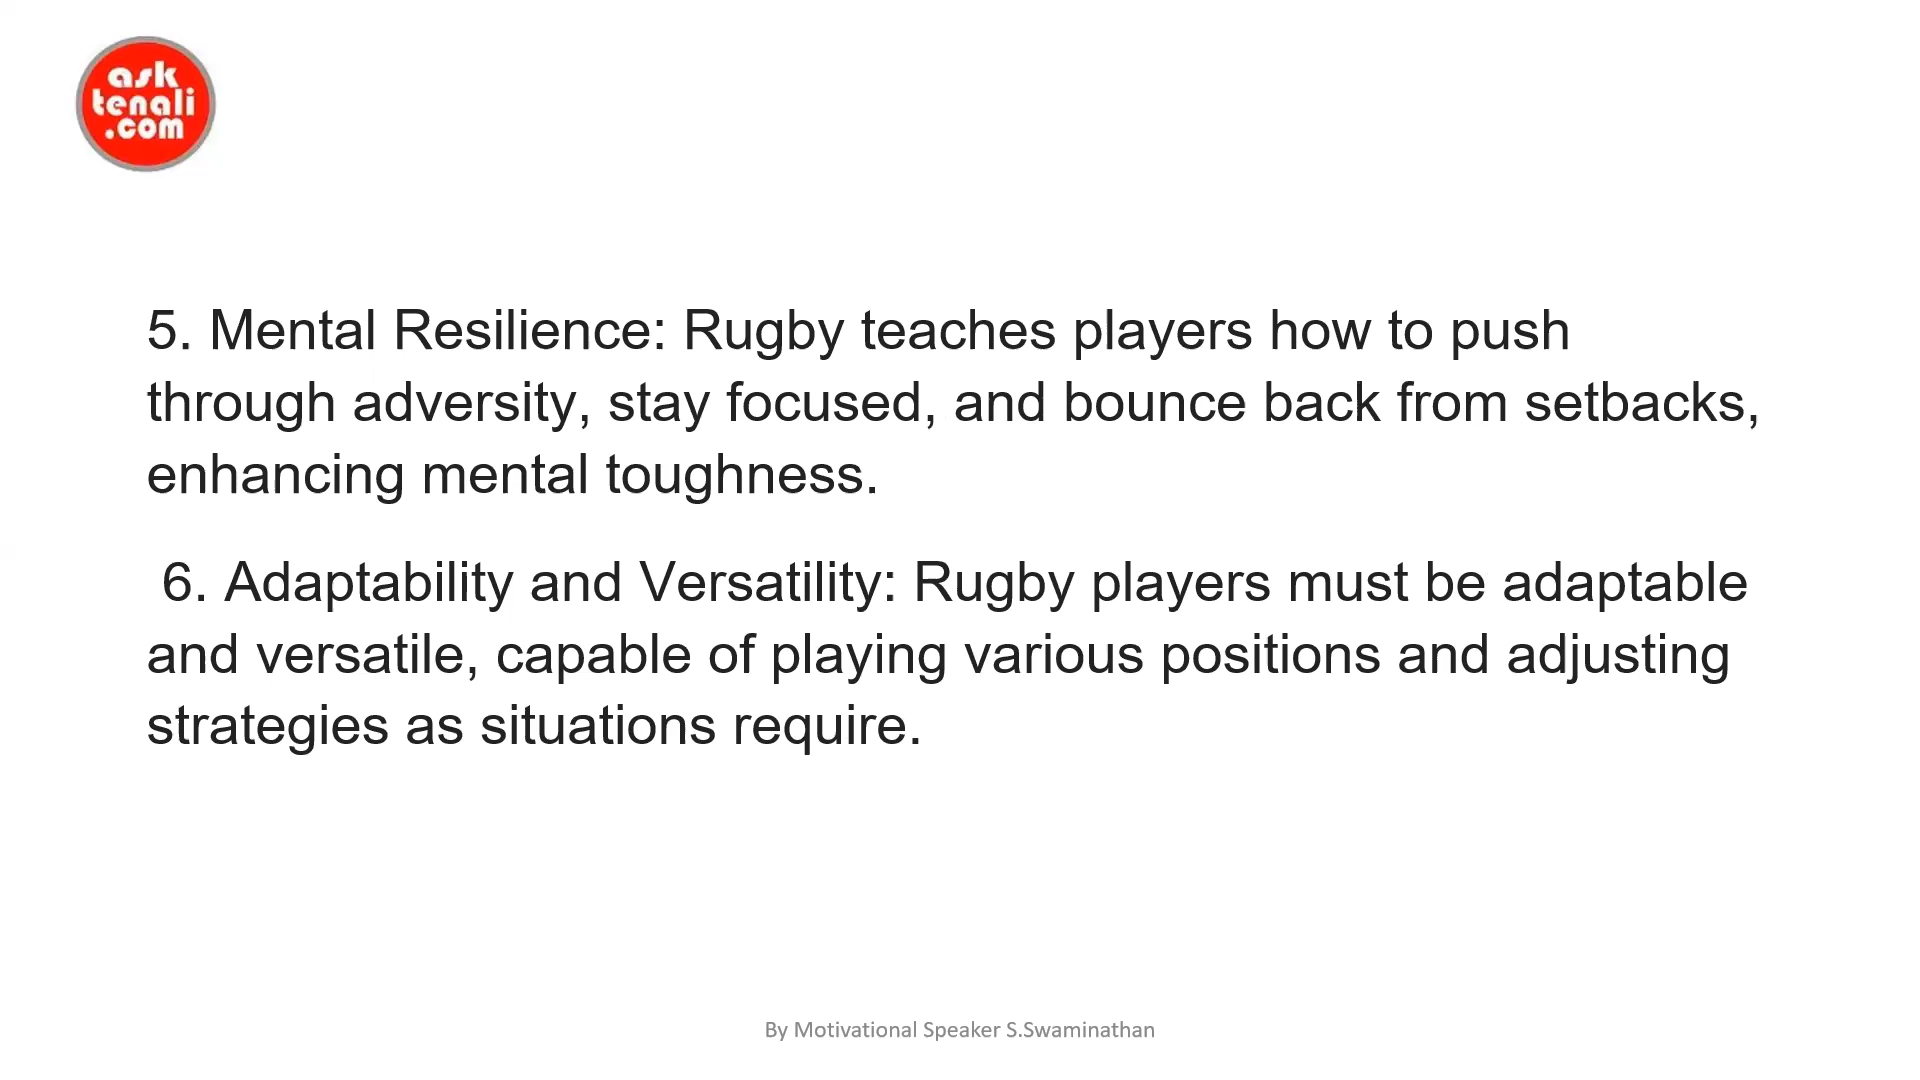 ask
tenali
.com
5. Mental Resilience: Rugby teaches players how to push
through adversity, stay focused, and bounce back from setbacks,
enhancing mental toughness.
6. Adaptability and Versatility: Rugby players must be adaptable
and versatile, capable of playing various positions and adjusting
strategies as situations require.
By Motivational Speaker S.Swaminathan